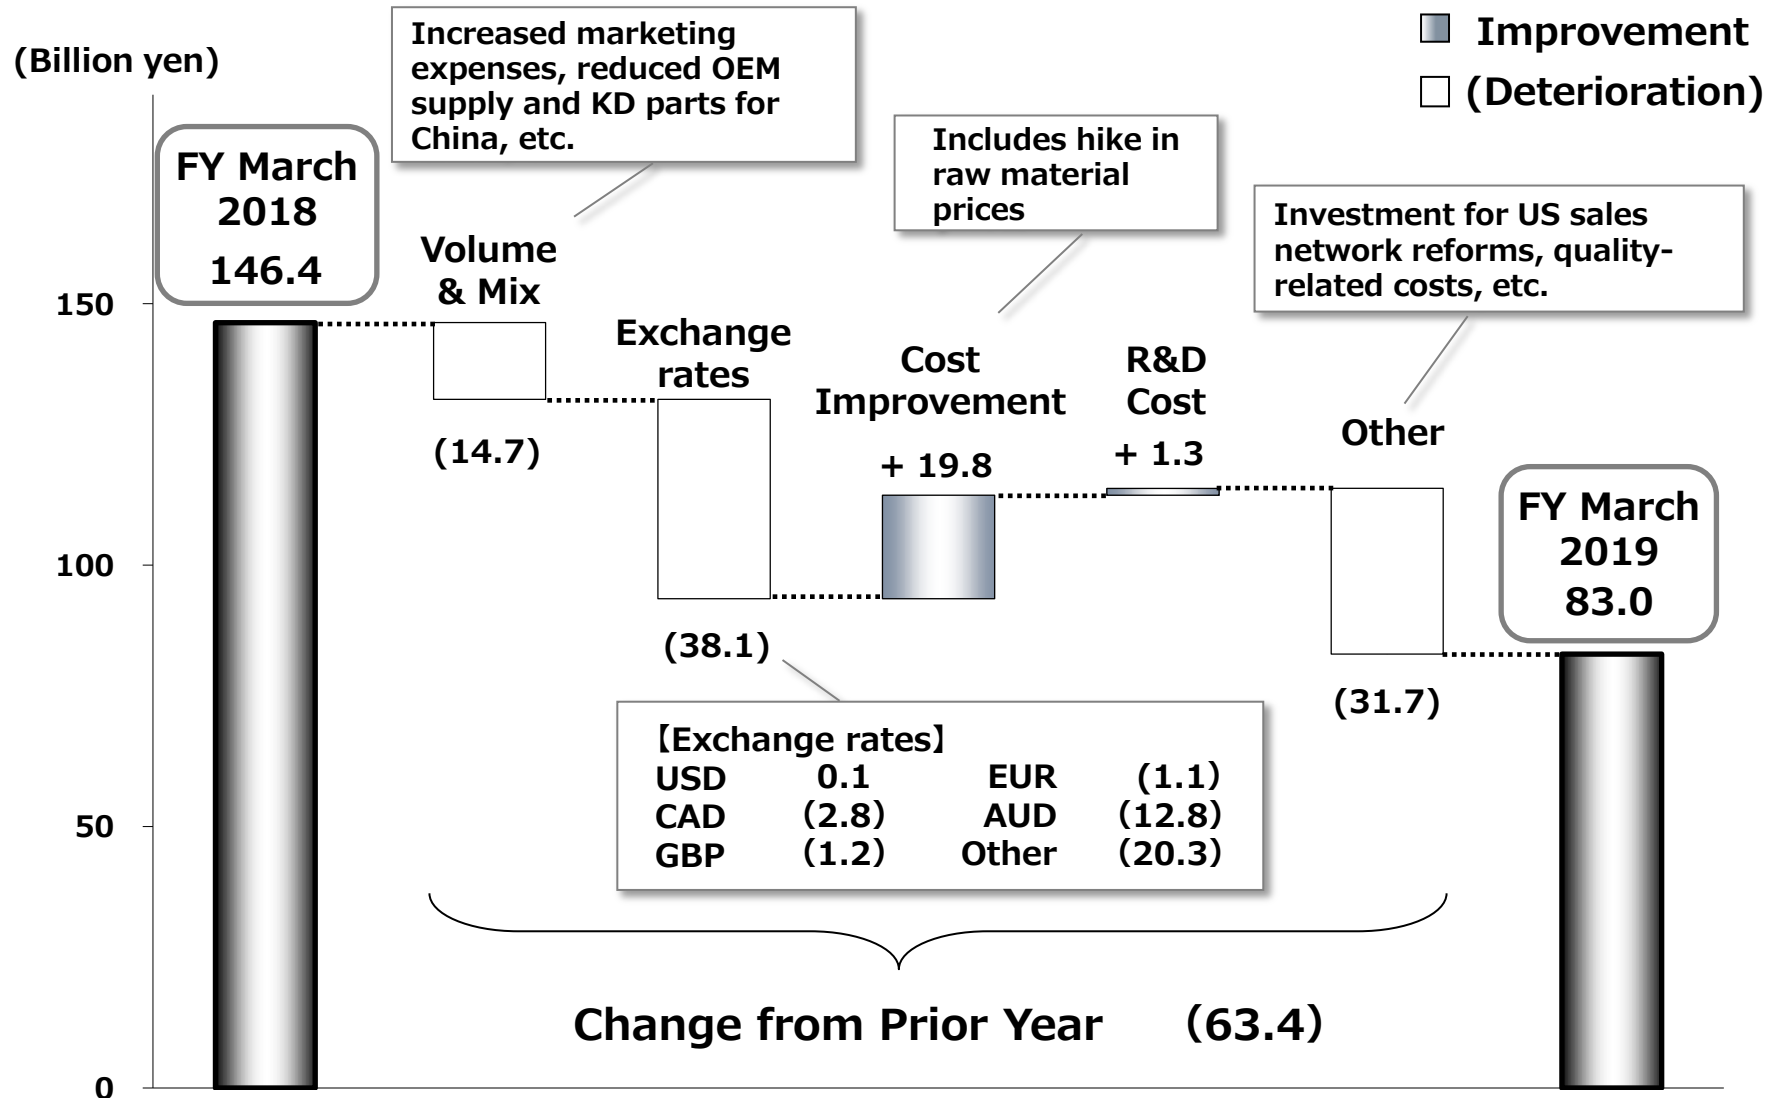 (Billion yen)
Improvement
(Deterioration)
Increased marketing
expenses, reduced OEM
supply and KD parts for
China, etc.
FY March
2018
146.4
Includes hike in
raw material
prices
Investment for US sales
network reforms, quality-
related costs, etc.
Volume
& Mix
(14.7)
Exchange
rates
(38.1)
Cost
Improvement
+ 19.8
R&D
Cost
+ 1.3
Other
(31.7)
FY March
2019
83.0
【Exchange rates】
USD 0.1 EUR (1.1)
CAD (2.8) AUD (12.8)
GBP (1.2) Other (20.3)
Change from Prior Year (63.4)
150
100
50
0